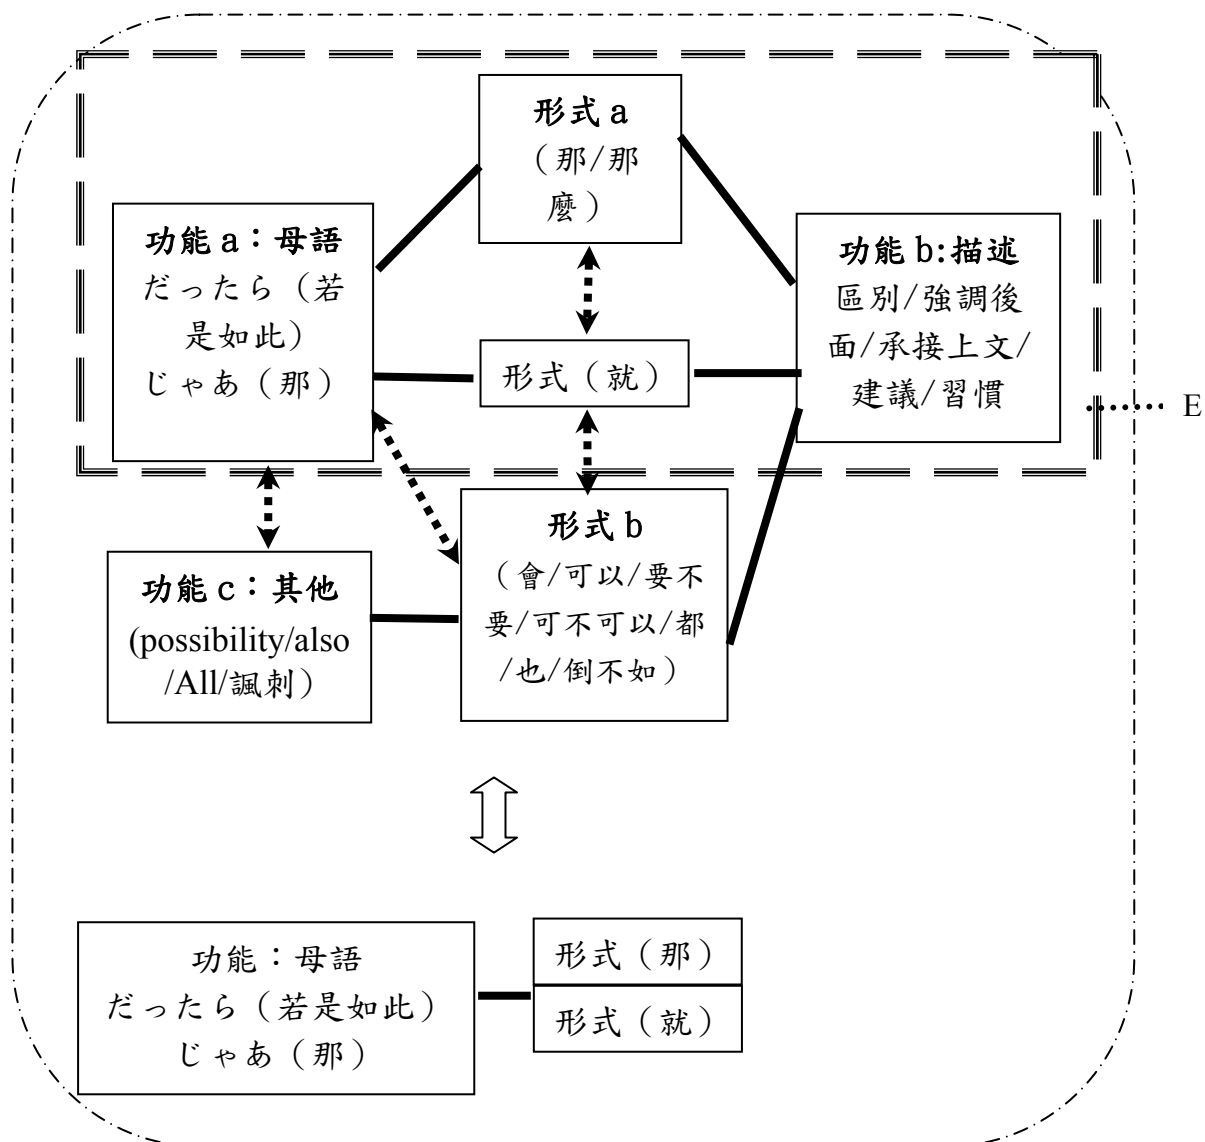 形式 a
（那/那
麼）
功能 a：母語
だったら（若
是如此）
じゃあ（那）
形式（就）
功能 b:描述
區別/強調後
面/承接上文/
建議/習慣
E
形式 b
（會/可以/要不
要/可不可以/都
/也/倒不如）
功能 c：其他
(possibility/also
/All/諷刺）
功能：母語
だったら（若是如此）
じゃあ（那）
形式（那）
形式（就）